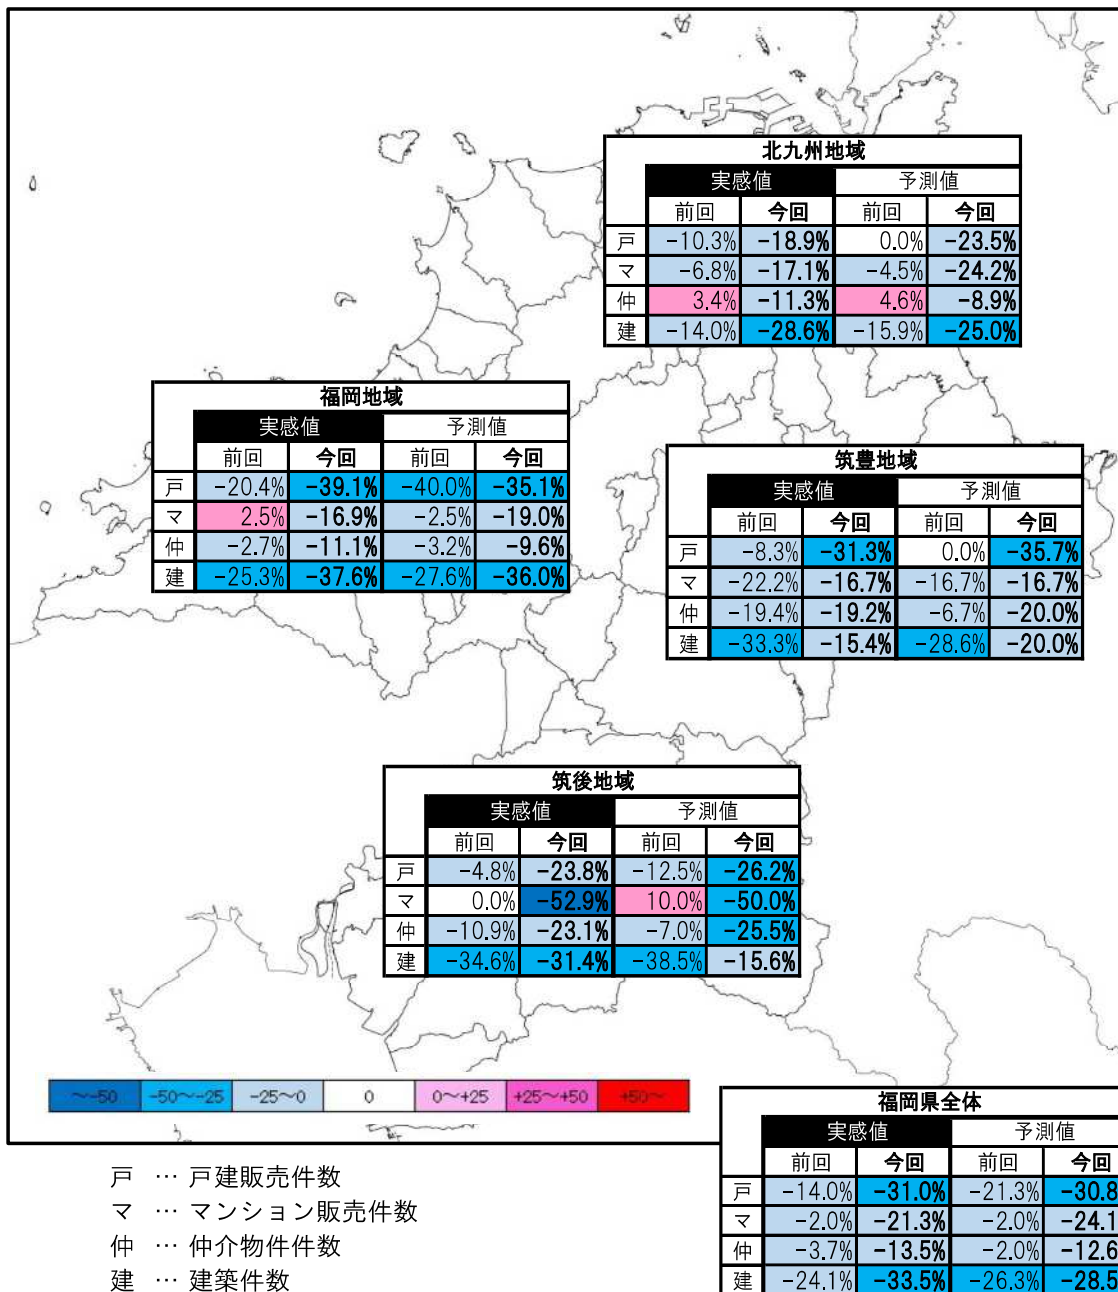 北九州地域
実感値 予測値
前回 今回 前回 今回
戸 -10.3% -18.9% 0.0% -23.5%
マ -6.8% -17.1% -4.5% -24.2%
仲 3.4% -11.3% 4.6% -8.9%
建 -14.0% -28.6% -15.9% -25.0%
福岡地域
実感値 予測値
前回 今回 前回 今回
戸 -20.4% -39.1% -40.0% -35.1%
マ 2.5% -16.9% -2.5% -19.0%
仲 -2.7% -11.1% -3.2% -9.6%
建 -25.3% -37.6% -27.6% -36.0%
筑豊地域
実感値 予測値
前回 今回 前回 今回
戸 -8.3% -31.3% 0.0% -35.7%
マ -22.2% -16.7% -16.7% -16.7%
仲 -19.4% -19.2% -6.7% -20.0%
建 -33.3% -15.4% -28.6% -20.0%
筑後地域
実感値 予測値
前回 今回 前回 今回
戸 -4.8% -23.8% -12.5% -26.2%
マ 0.0% -52.9% 10.0% -50.0%
仲 -10.9% -23.1% -7.0% -25.5%
建 -34.6% -31.4% -38.5% -15.6%
～-50 -50～-25 -25～0 0 0～+25 +25～+50 +50～
福岡県全体
実感値 予測値
前回 今回 前回 今回
戸 -14.0% -31.0% -21.3% -30.8
マ -2.0% -21.3% -2.0% -24.1
仲 -3.7% -13.5% -2.0% -12.6
建 -24.1% -33.5% -26.3% -28.5
戸 … 戸建販売件数
マ … マンション販売件数
仲 … 仲介物件件数
建 … 建築件数